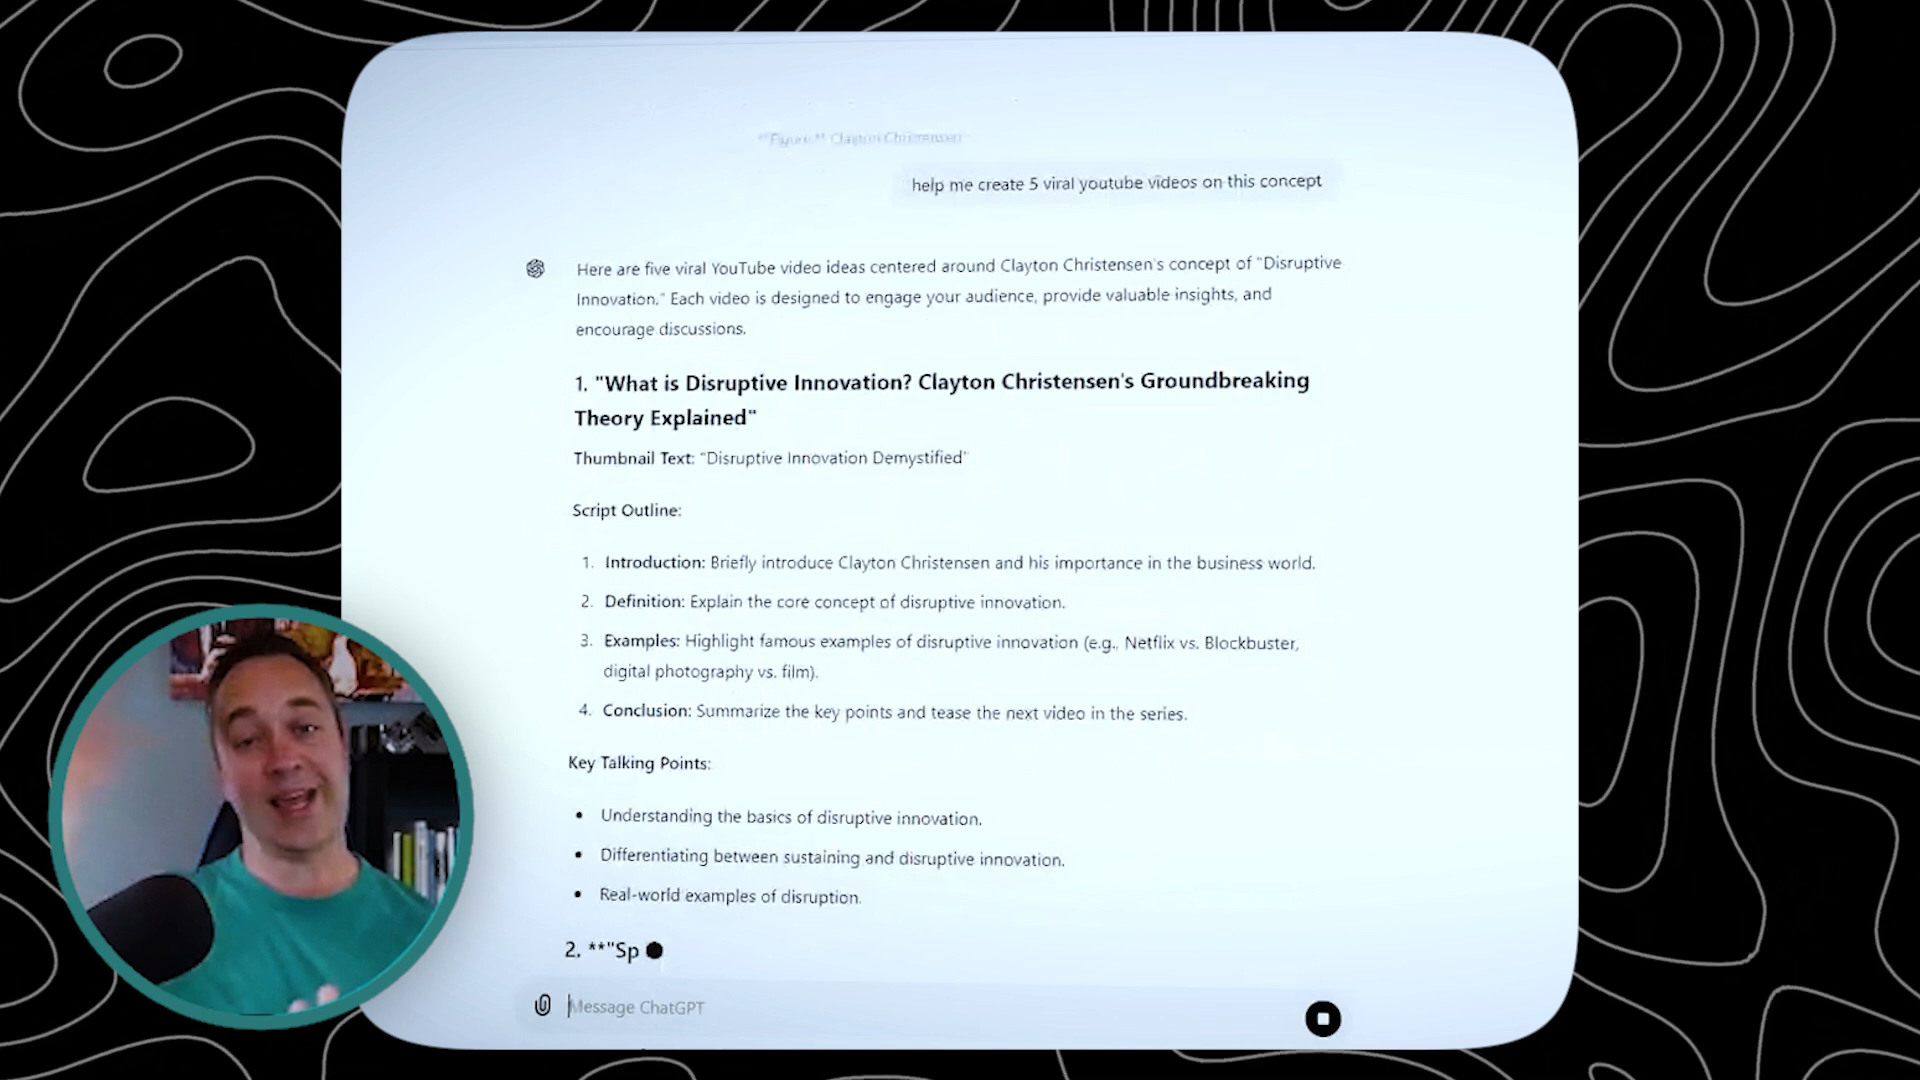 **Figure:** Clayton Christensen
help me create 5 viral youtube videos on this concept
Here are five viral YouTube video ideas centered around Clayton Christensen's concept of "Disruptive
Innovation." Each video is designed to engage your audience, provide valuable insights, and
encourage discussions.
1. "What is Disruptive Innovation? Clayton Christensen's Groundbreaking
Theory Explained"
Thumbnail Text: "Disruptive Innovation Demystified"
Script Outline:
1. Introduction: Briefly introduce Clayton Christensen and his importance in the business world.
2. Definition: Explain the core concept of disruptive innovation.
3. Examples: Highlight famous examples of disruptive innovation (e.g., Netflix vs. Blockbuster,
digital photography vs. film).
4. Conclusion: Summarize the key points and tease the next video in the series.
Key Talking Points:
• Understanding the basics of disruptive innovation.
• Differentiating between sustaining and disruptive innovation.
• Real-world examples of disruption.
2. **"Sp
Message ChatGPT